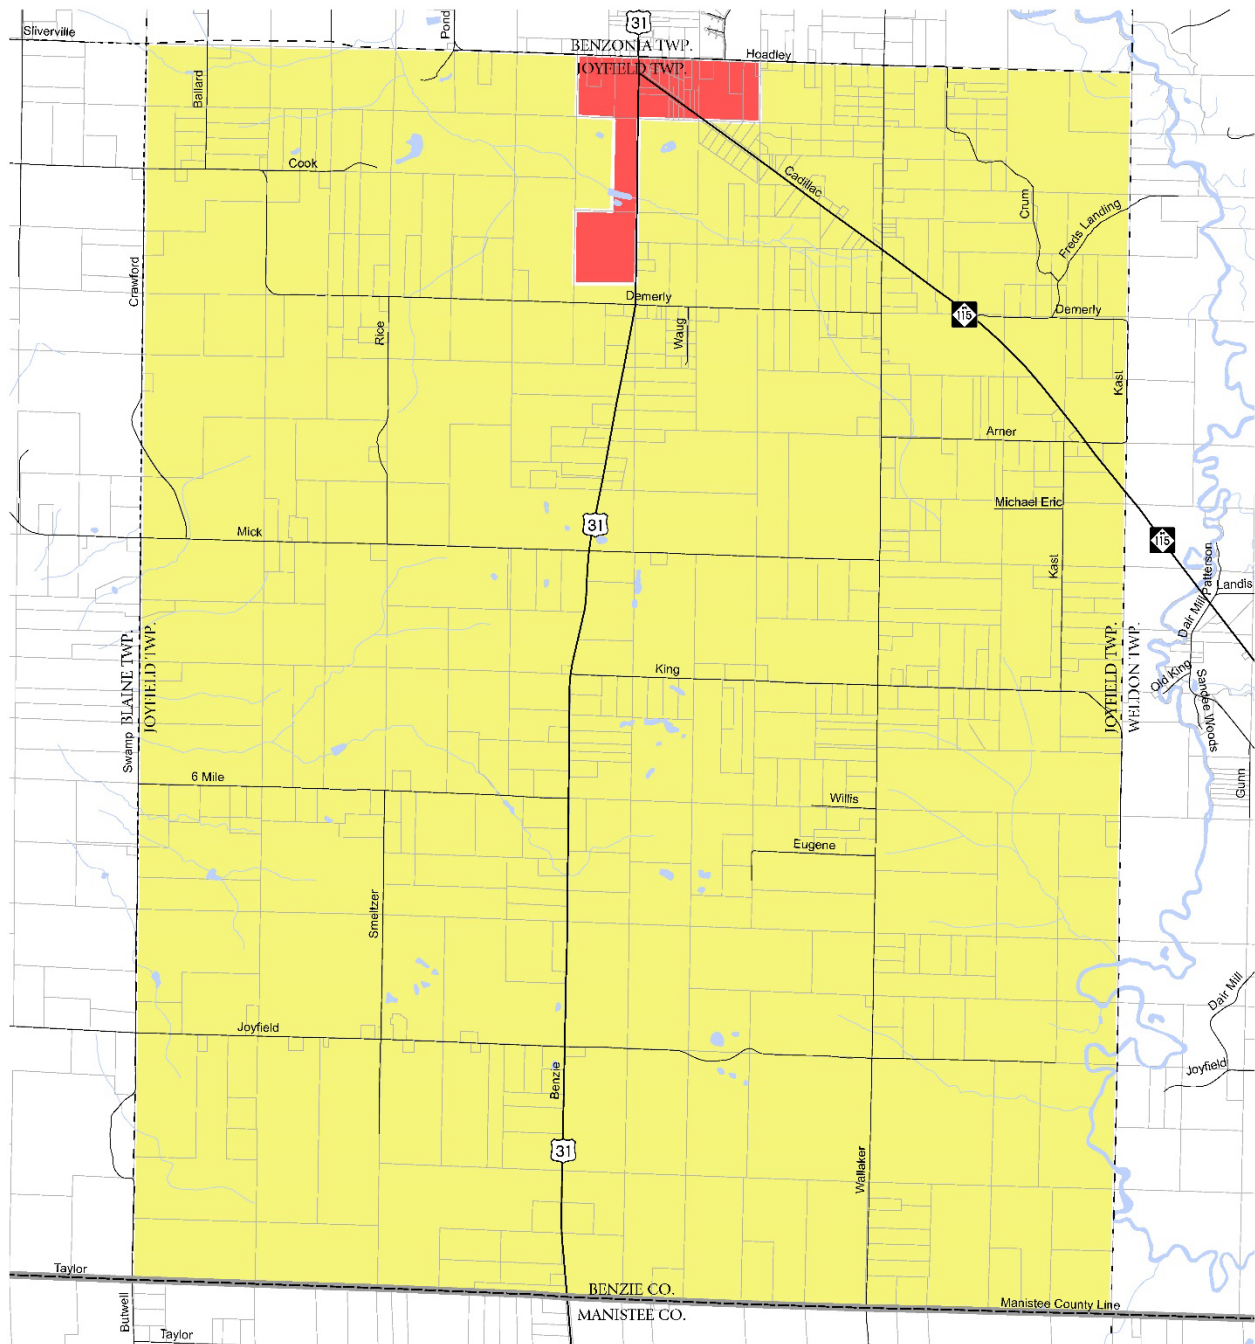 31
Sliverville
Pond
BENZONIA TWP.
JOYFIELD TWP.
Hoadley
Ballard
Cook
Cadillac
Crum
Freds Landing
Crawford
Demerly
115
Demerly
Rice
Waug
Kast
Arner
Michael Eric
31
Mick
115
Kast
Patterson
Landis
Dair Mill
BLAINE TWP.
JOYFIELD TWP.
King
JOYFIELD TWP.
WELDON TWP.
Old King
Sandee Woods
Swamp
6 Mile
Gunn
Willis
Eugene
Smeltzer
Dair Mill
Joyfield
Joyfield
Benzie
31
Wallaker
Taylor
BENZIE CO.
MANISTEE CO.
Manistee County Line
Butwell
Taylor